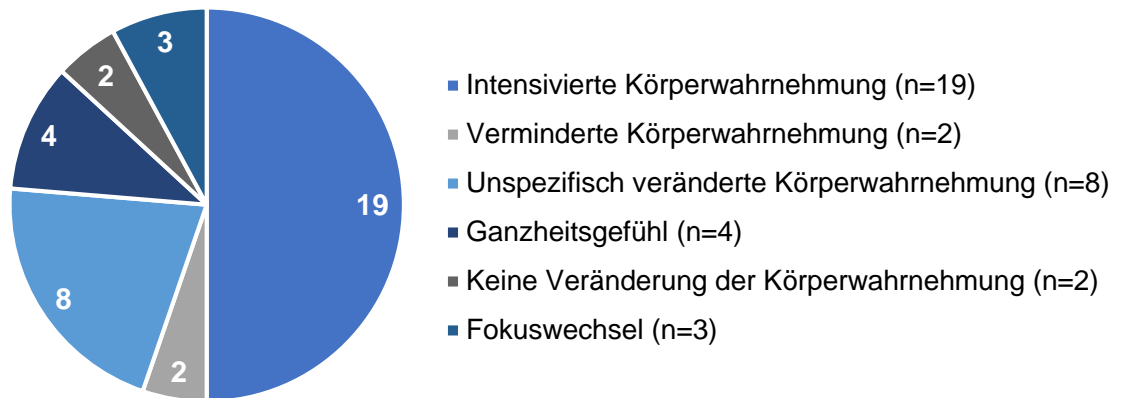 3
2
4
19
8
2
Intensivierte Körperwahrnehmung (n=19)
Verminderte Körperwahrnehmung (n=2)
Unspezifisch veränderte Körperwahrnehmung (n=8)
Ganzheitsgefühl (n=4)
Keine Veränderung der Körperwahrnehmung (n=2)
Fokuswechsel (n=3)